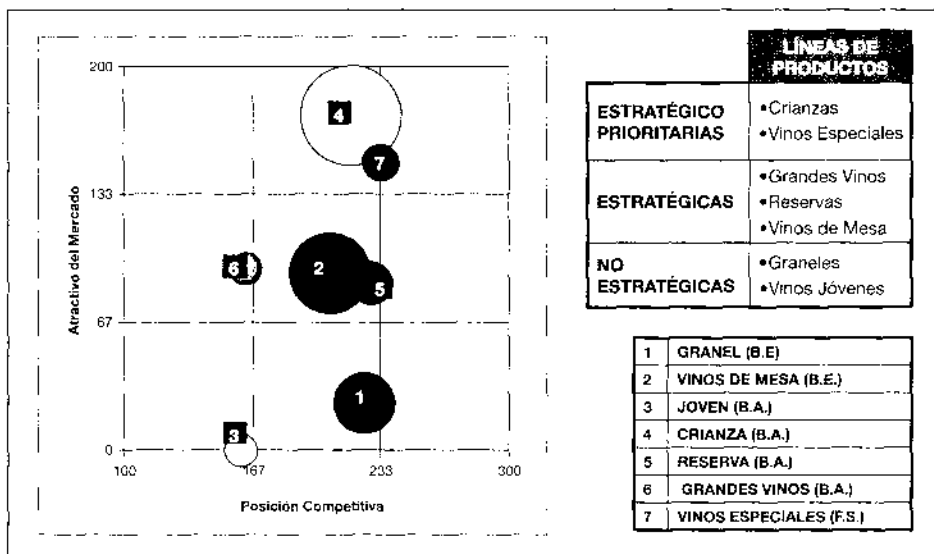 200
133
67
0
100
167
233
300
Atractivo del Mercado
Posición Competitiva
4
7
6
2
5
1
3
LÍNEAS DE
PRODUCTOS
ESTRATÉGICO
PRIORITARIAS
•Crianzas
•Vinos Especiales
ESTRATÉGICAS
•Grandes Vinos
•Reservas
•Vinos de Mesa
NO
ESTRATÉGICAS
•Graneles
•Vinos Jóvenes
1 GRANEL (B.E)
2 VINOS DE MESA (B.E.)
3 JOVEN (B.A.)
4 CRIANZA (B.A.)
5 RESERVA (B.A.)
6 GRANDES VINOS (B.A.)
7 VINOS ESPECIALES (F.S.)